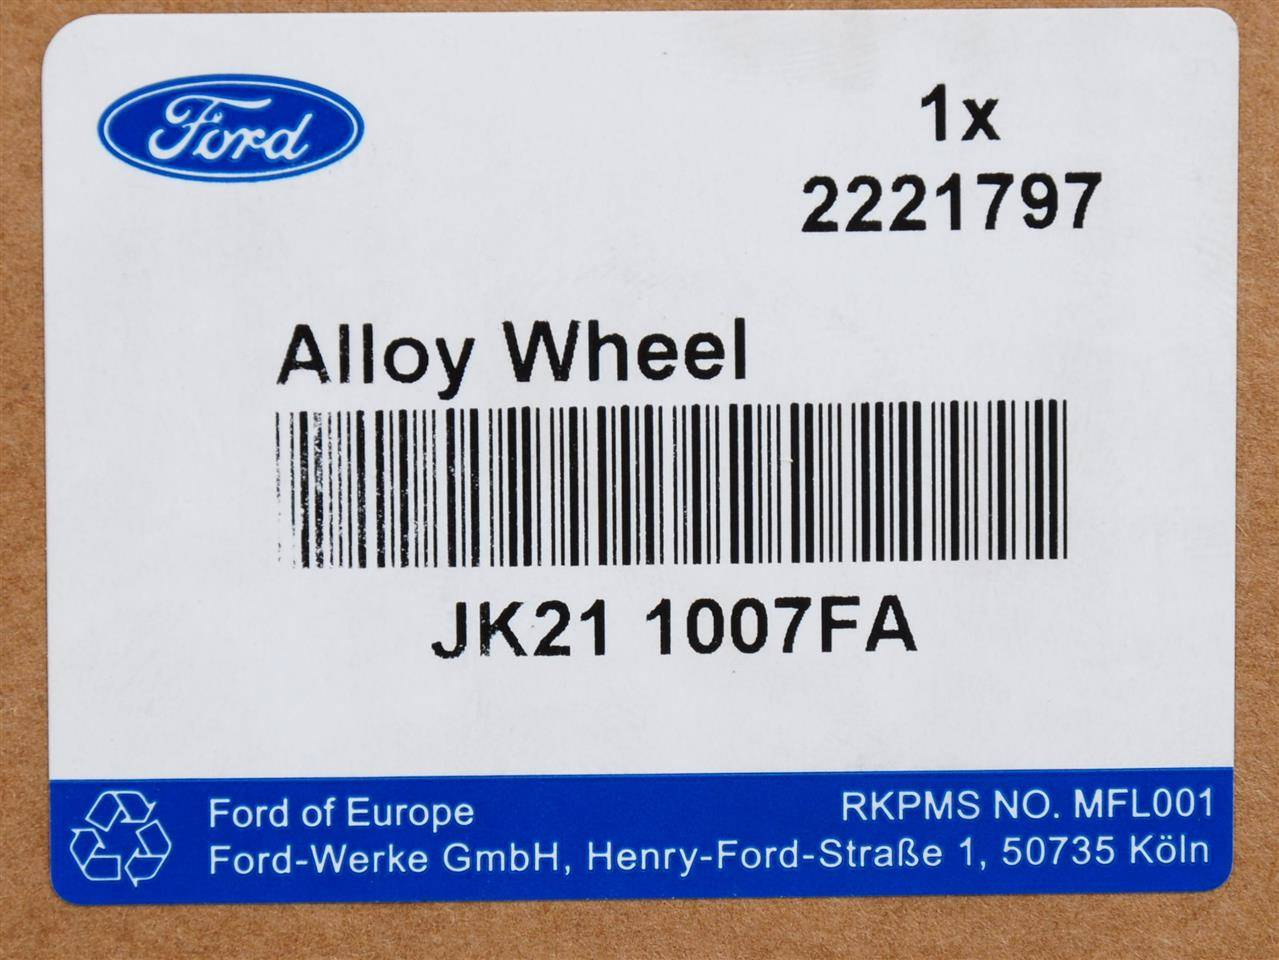 Ford
1x
2221797
Alloy Wheel
JK21 1007FA
Ford of Europe
RKPMS NO. MFL001
Ford-Werke GmbH, Henry-Ford-Straße 1, 50735 Köln